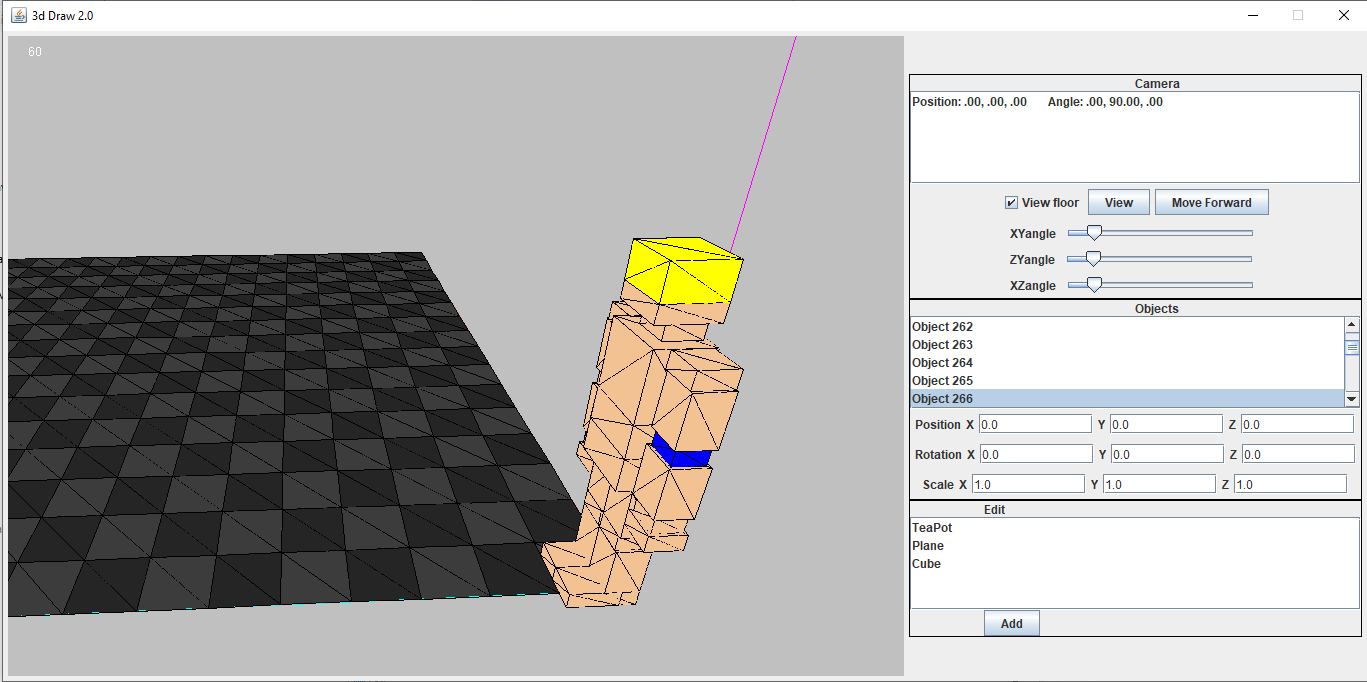 3d Draw 2.0
60
Camera
Position: .00, .00, .00 Angle: .00, 90.00, .00
View floor View Move Forward
XYangle
ZYangle
XZangle
Objects
Object 262
Object 263
Object 264
Object 265
Object 266
Position X 0.0 Y 0.0 Z 0.0
Rotation X 0.0 Y 0.0 Z 0.0
Scale X 1.0 Y 1.0 Z 1.0
Edit
TeaPot
Plane
Cube
Add